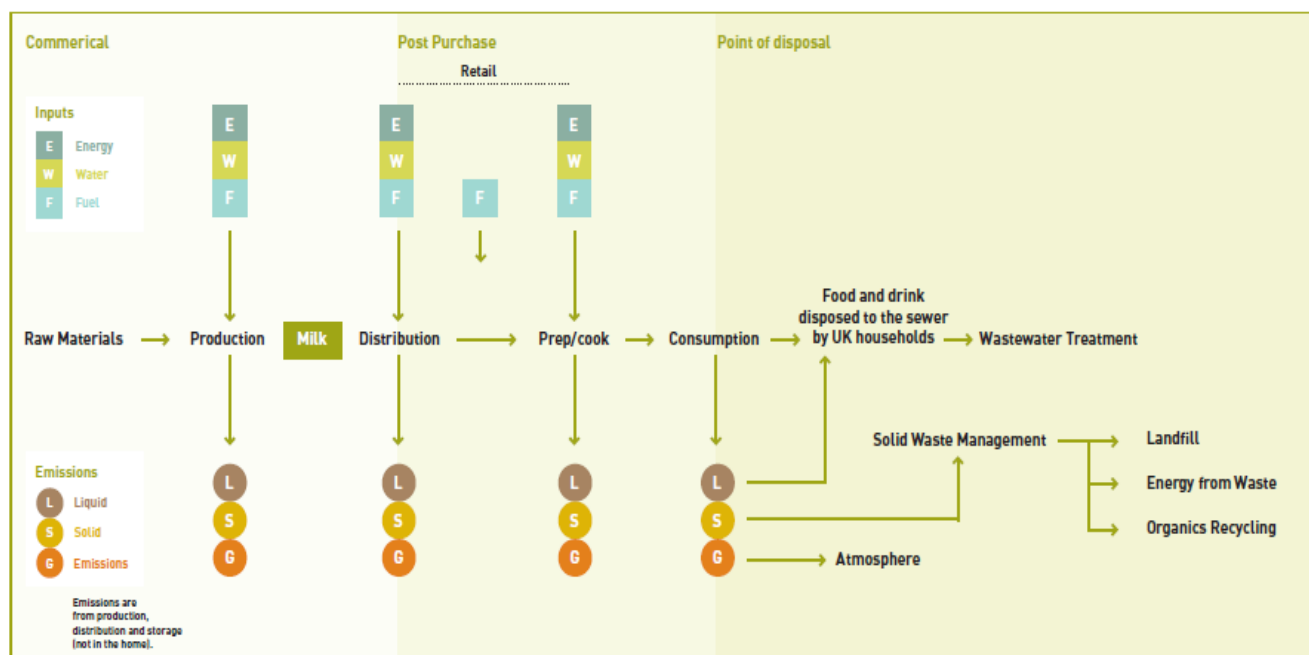 Commerical
Post Purchase
Point of disposal
Retail
Inputs
E Energy
W Water
F Fuel
E
W
F
E
W
F
F
E
W
F
Raw Materials
Production
Milk
Distribution
Prep/cook
Consumption
Food and drink
disposed to the sewer
by UK households
Wastewater Treatment
Solid Waste Management
Landfill
Energy from Waste
Organics Recycling
Emissions
L Liquid
S Solid
G Emissions
L
S
G
L
S
G
L
S
G
L
S
G
Atmosphere
Emissions are
from production,
distribution and storage
(not in the home).